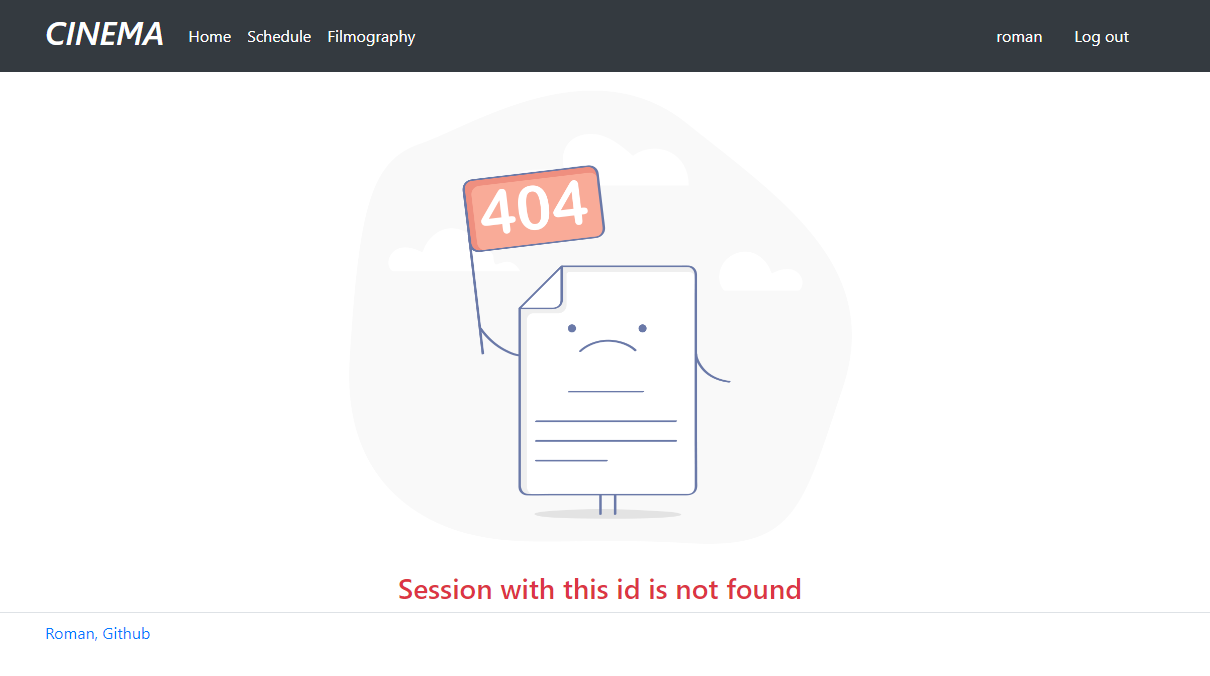 CINEMA Home Schedule Filmography roman Log out
404
Session with this id is not found
Roman, Github